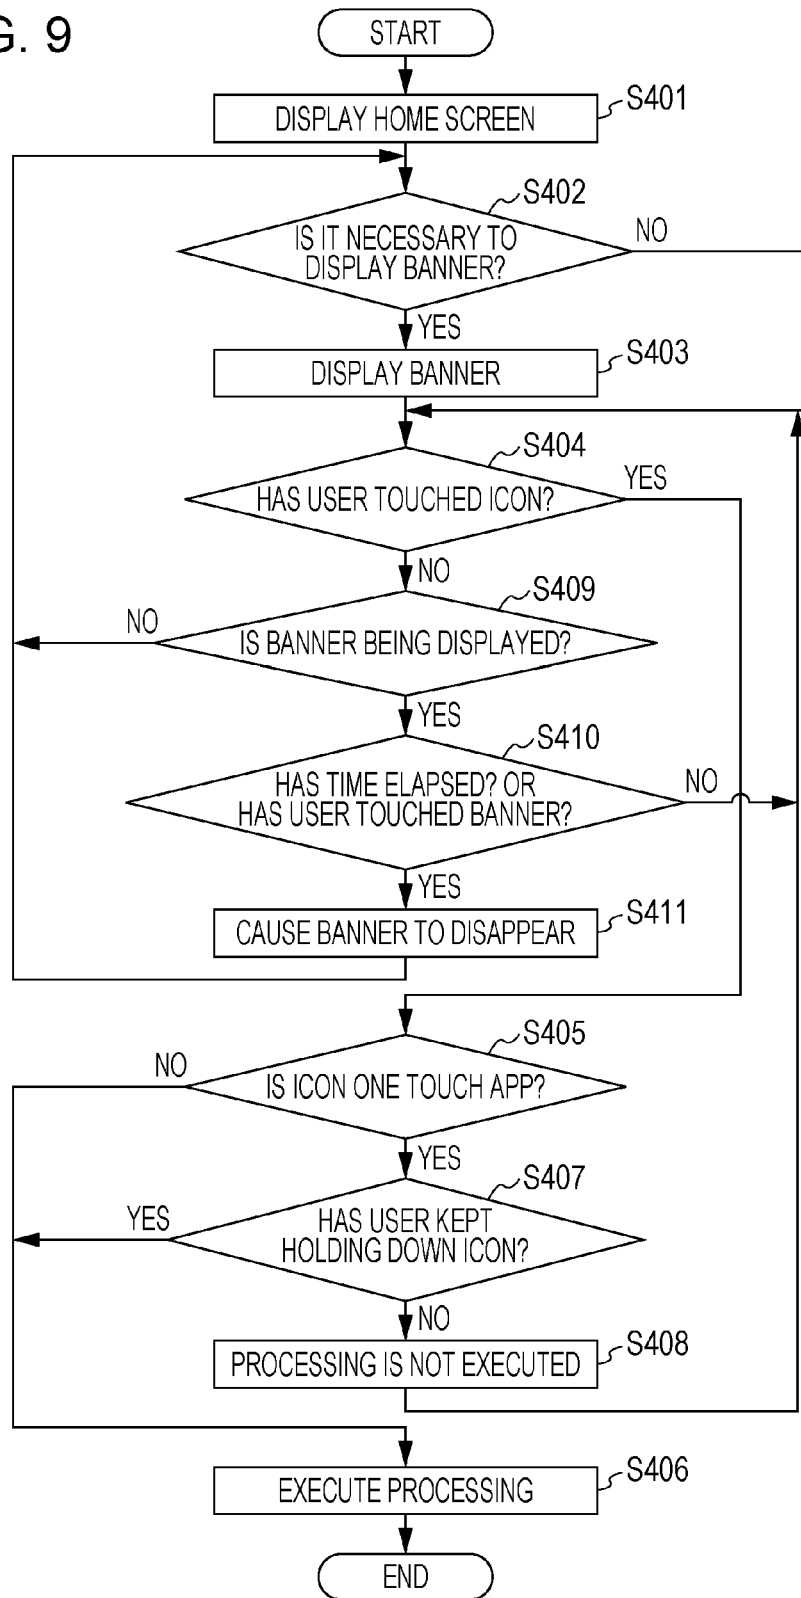 G. 9
START
DISPLAY HOME SCREEN
S401
S402
IS IT NECESSARY TO
DISPLAY BANNER?
NO
YES
DISPLAY BANNER
S403
S404
HAS USER TOUCHED ICON?
YES
NO
S409
NO
IS BANNER BEING DISPLAYED?
YES
S410
HAS TIME ELAPSED? OR
HAS USER TOUCHED BANNER?
NO
YES
CAUSE BANNER TO DISAPPEAR
S411
S405
NO
IS ICON ONE TOUCH APP?
YES
S407
YES
HAS USER KEPT
HOLDING DOWN ICON?
NO
PROCESSING IS NOT EXECUTED
S408
EXECUTE PROCESSING
S406
END